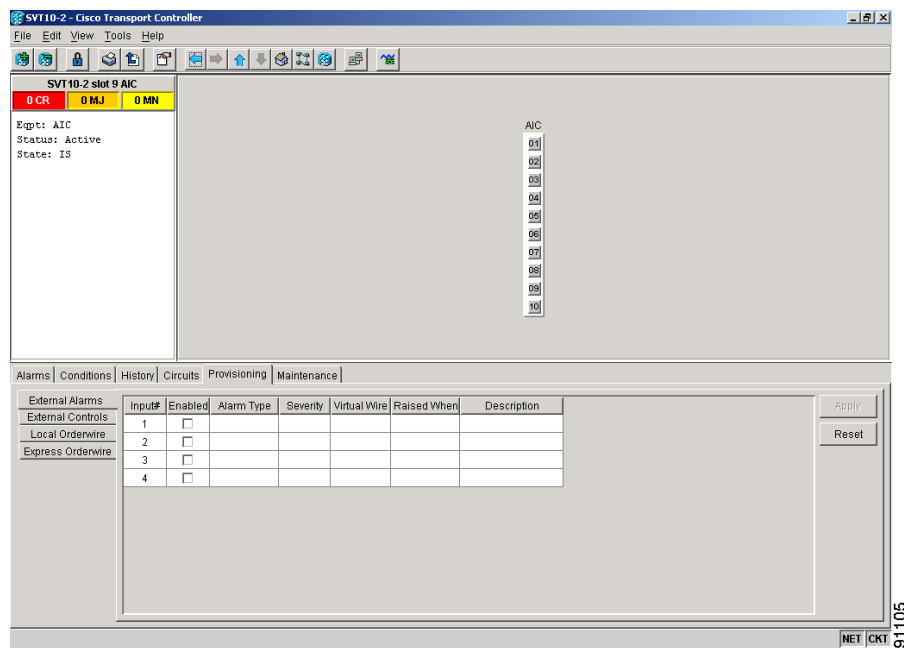 SVT10-2 - Cisco Transport Controller
File Edit View Tools Help
SVT10-2 slot 9 AIC
0 CR 0 MJ 0 MN
Eqpt: AIC
Status: Active
State: IS
AIC
01
02
03
04
05
06
07
08
09
10
Alarms Conditions History Circuits Provisioning Maintenance
External Alarms
External Controls
Local Orderwire
Express Orderwire
Input# Enabled Alarm Type Severity Virtual Wire Raised When Description
1
2
3
4
Apply
Reset
NET CKT
91105